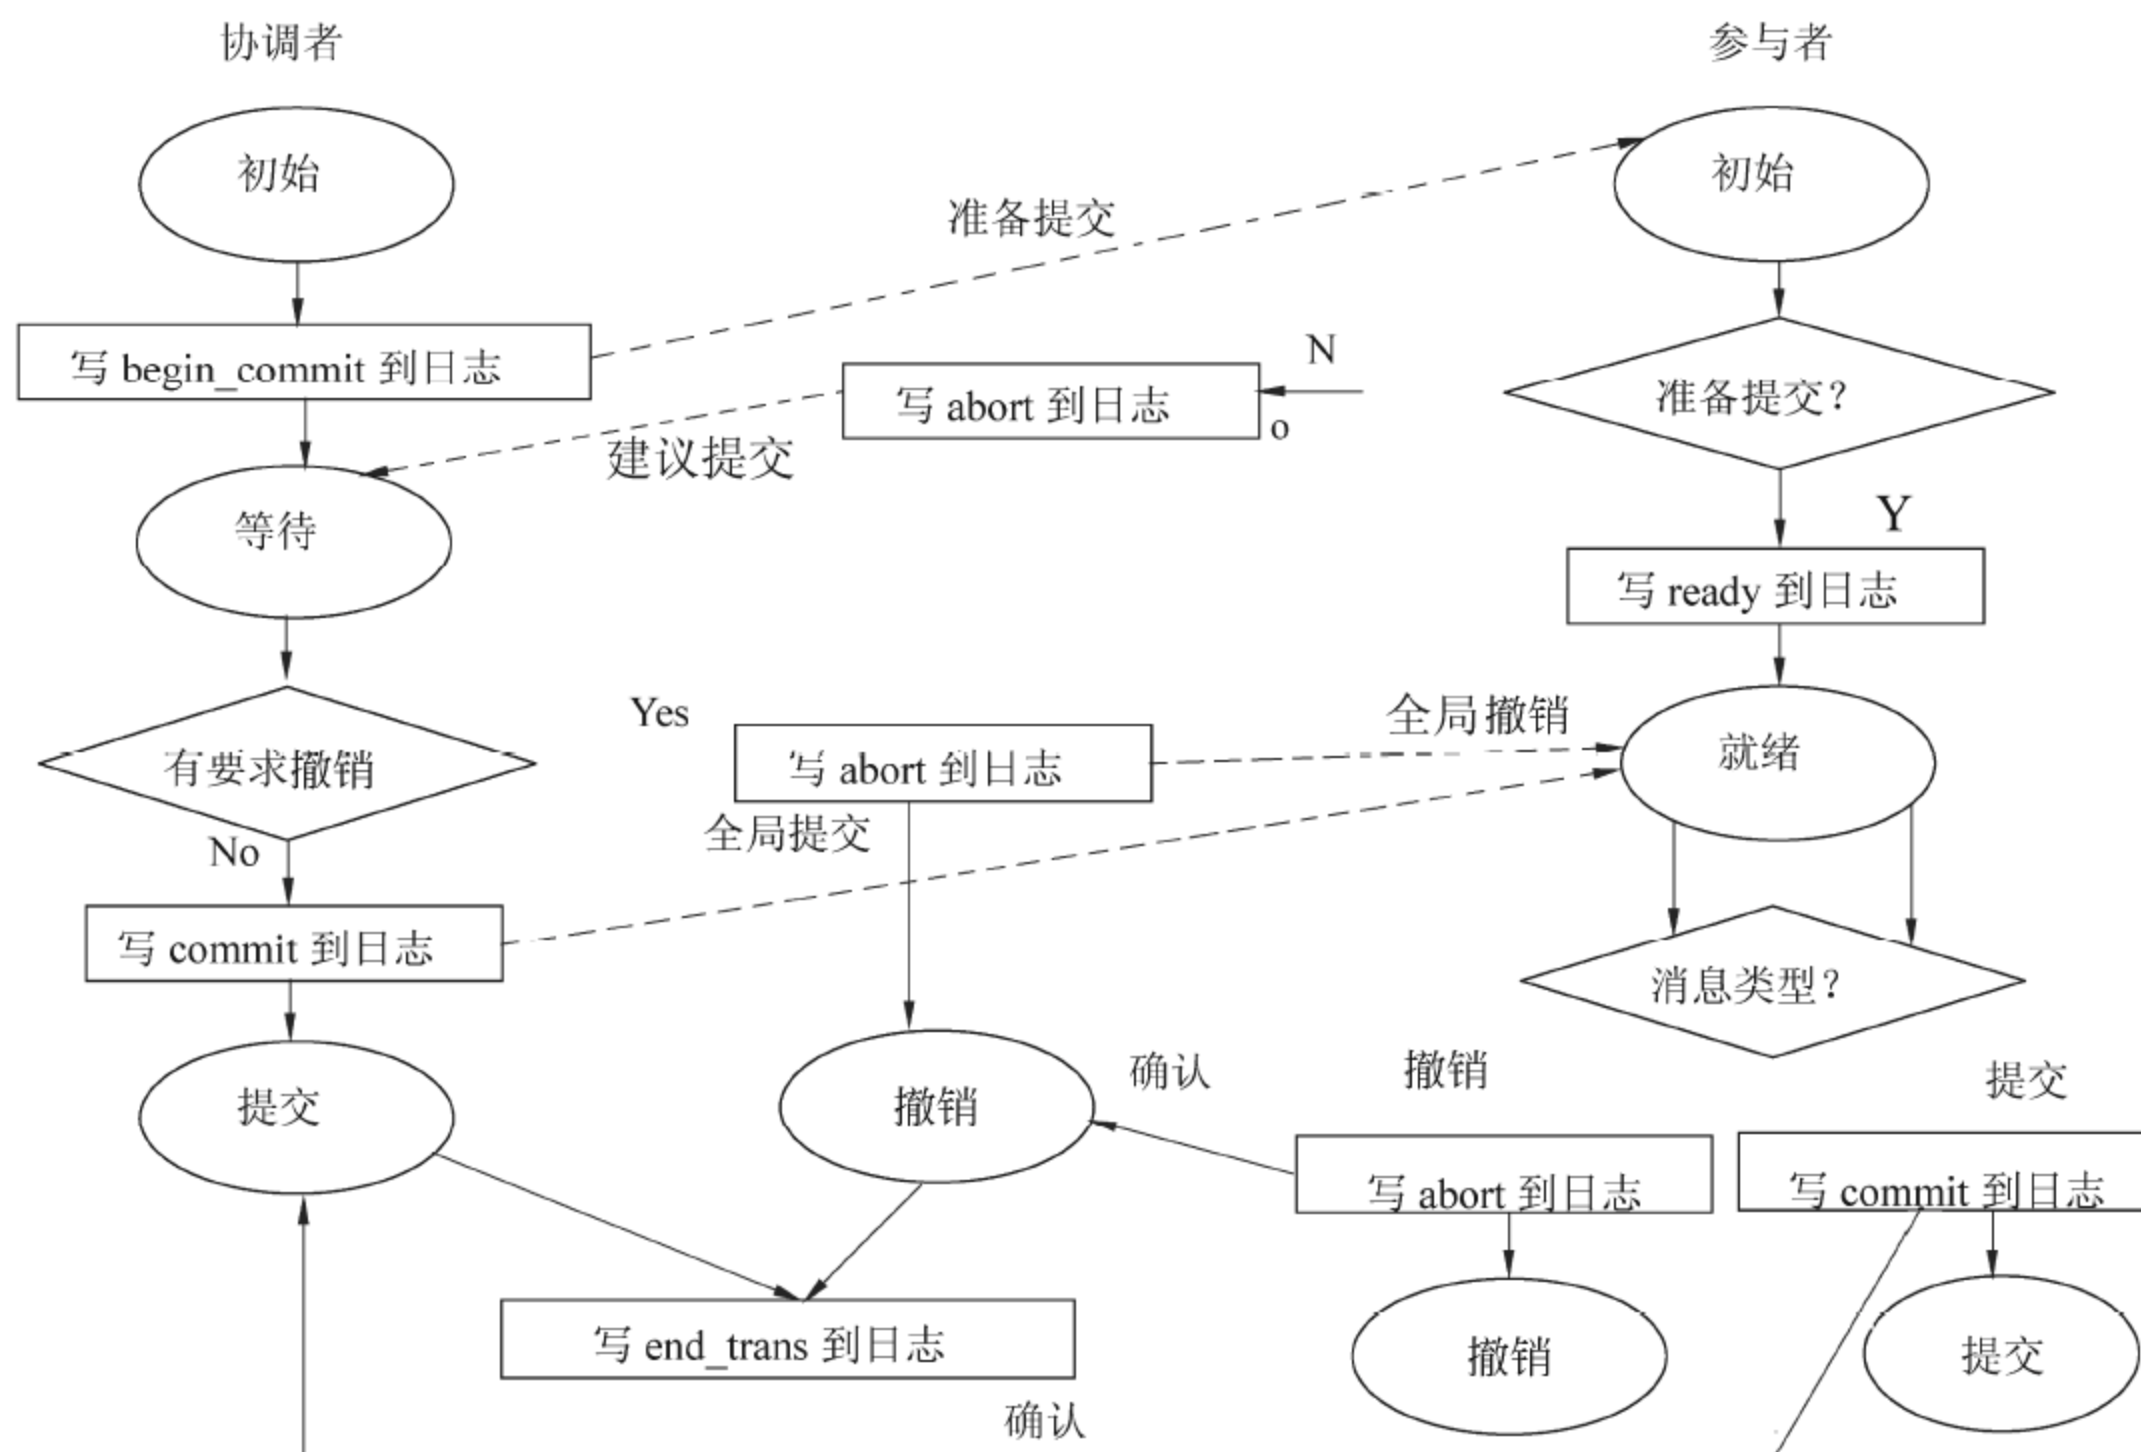 协调者
参与者
初始
初始
准备提交
写 begin_commit 到日志
N
o
写 abort 到日志
准备提交?
建议提交
等待
Y
写 ready 到日志
Yes
全局撤销
有要求撤销
写 abort 到日志
就绪
全局提交
No
写 commit 到日志
消息类型?
确认
撤销
提交
提交
撤销
写 abort 到日志
写 commit 到日志
写 end_trans 到日志
撤销
提交
确认